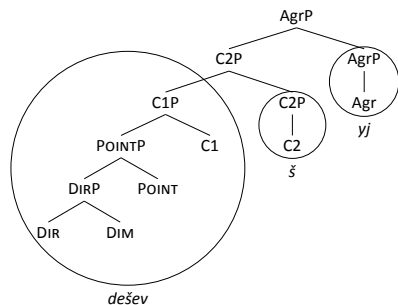 AgrP
C2P AgrP
C1P C2P Agr
POINTP C1 C2 yj
š
DIRP POINT
DIR DIM
dešev